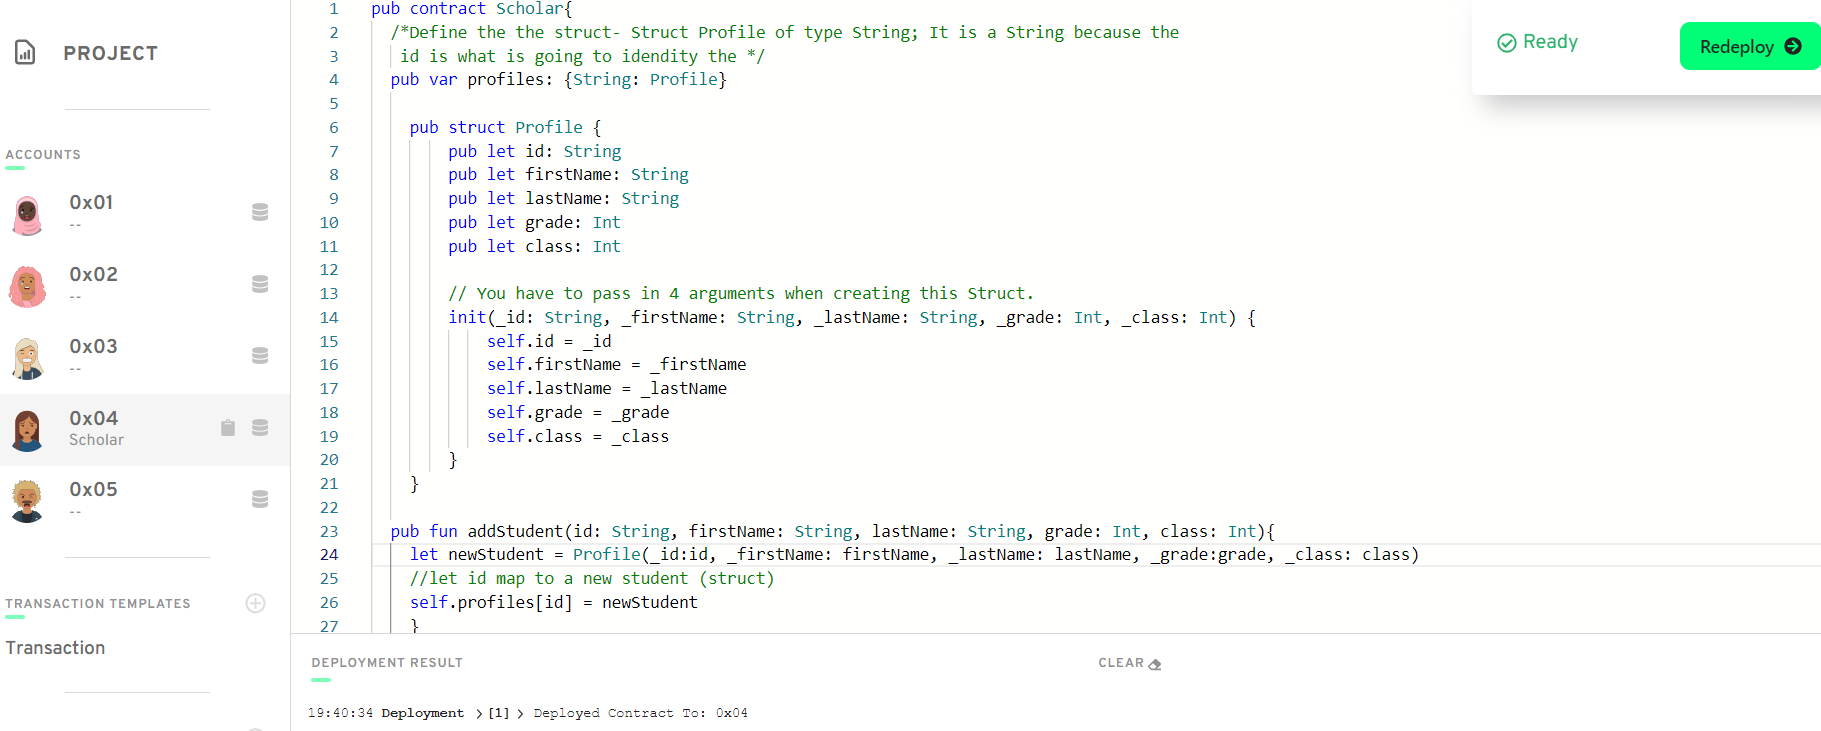 PROJECT
ACCOUNTS
0x01
--
0x02
--
0x03
--
0x04
Scholar
0x05
--
TRANSACTION TEMPLATES
Transaction
1 pub contract Scholar{
2 /*Define the the struct- Struct Profile of type String; It is a String because the
3 id is what is going to idendity the */
4 pub var profiles: {String: Profile}
5
6 pub struct Profile {
7 pub let id: String
8 pub let firstName: String
9 pub let lastName: String
10 pub let grade: Int
11 pub let class: Int
12
13 // You have to pass in 4 arguments when creating this Struct.
14 init(_id: String, _firstName: String, _lastName: String, _grade: Int, _class: Int) {
15 self.id = _id
16 self.firstName = _firstName
17 self.lastName = _lastName
18 self.grade = _grade
19 self.class = _class
20 }
21 }
22
23 pub fun addStudent(id: String, firstName: String, lastName: String, grade: Int, class: Int){
24 let newStudent = Profile(_id:id, _firstName: firstName, _lastName: lastName, _grade:grade, _class: class)
25 //let id map to a new student (struct)
26 self.profiles[id] = newStudent
27 }
Ready
Redeploy
DEPLOYMENT RESULT
CLEAR
19:40:34 Deployment >[1] > Deployed Contract To: 0x04